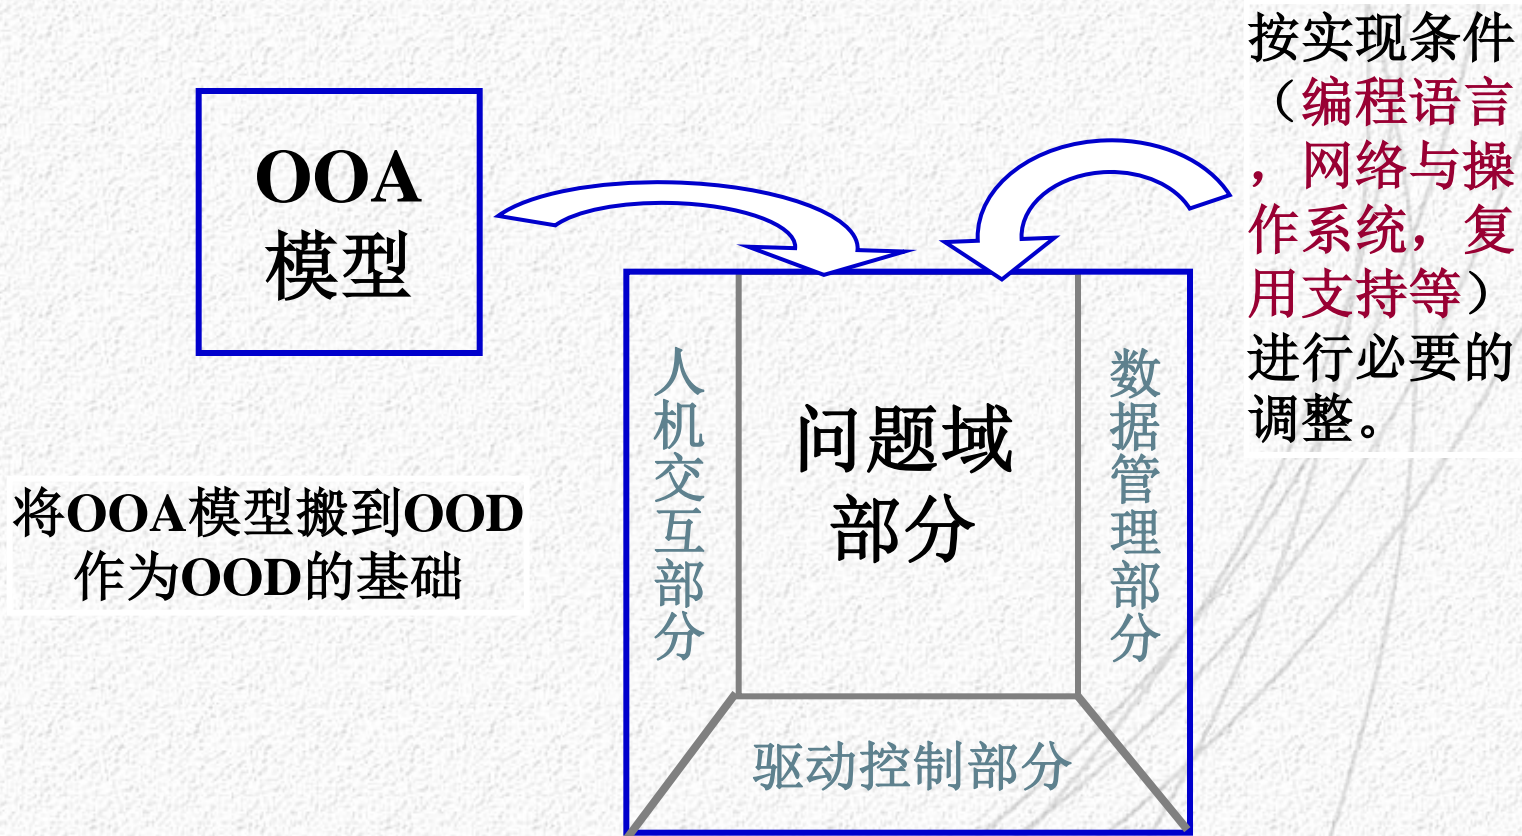 OOA
模型
将OOA模型搬到OOD
作为OOD的基础
人机交互部分
问题域
部分
数据管理部分
驱动控制部分
按实现条件
（编程语言
，网络与操
作系统，复
用支持等）
进行必要的
调整。